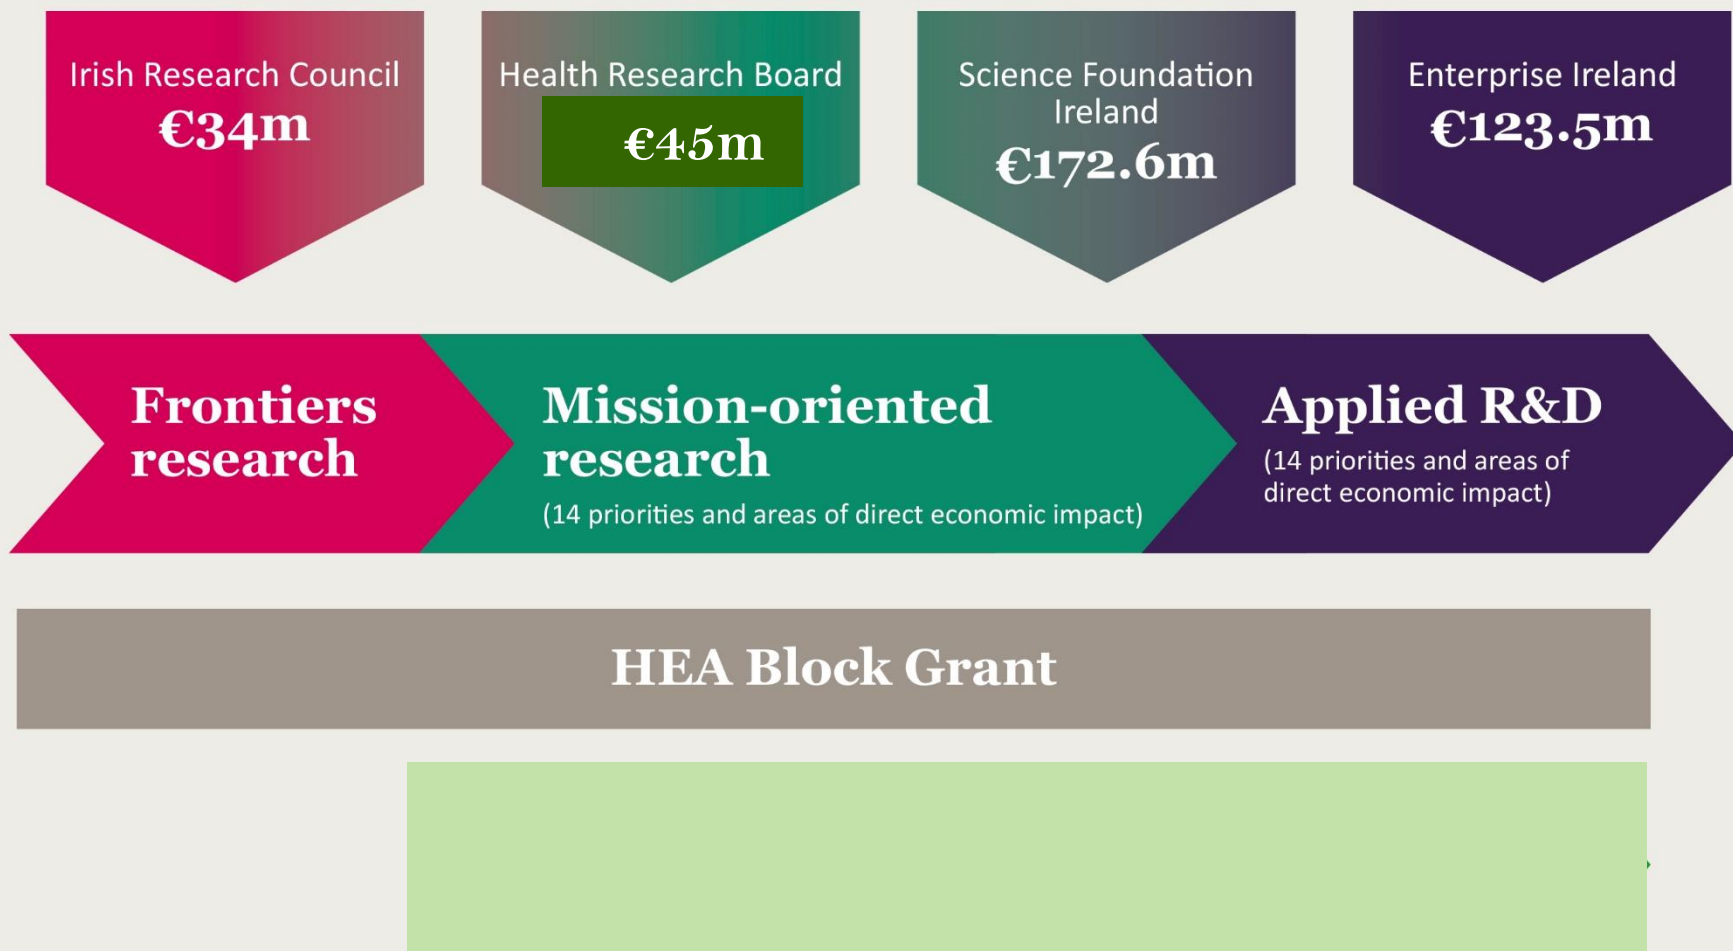 Irish Research Council
€34m
Health Research Board
€45m
Science Foundation
Ireland
€172.6m
Enterprise Ireland
€123.5m
Frontiers
research
Mission-oriented
research
(14 priorities and areas of direct economic impact)
Applied R&D
(14 priorities and areas of
direct economic impact)
HEA Block Grant